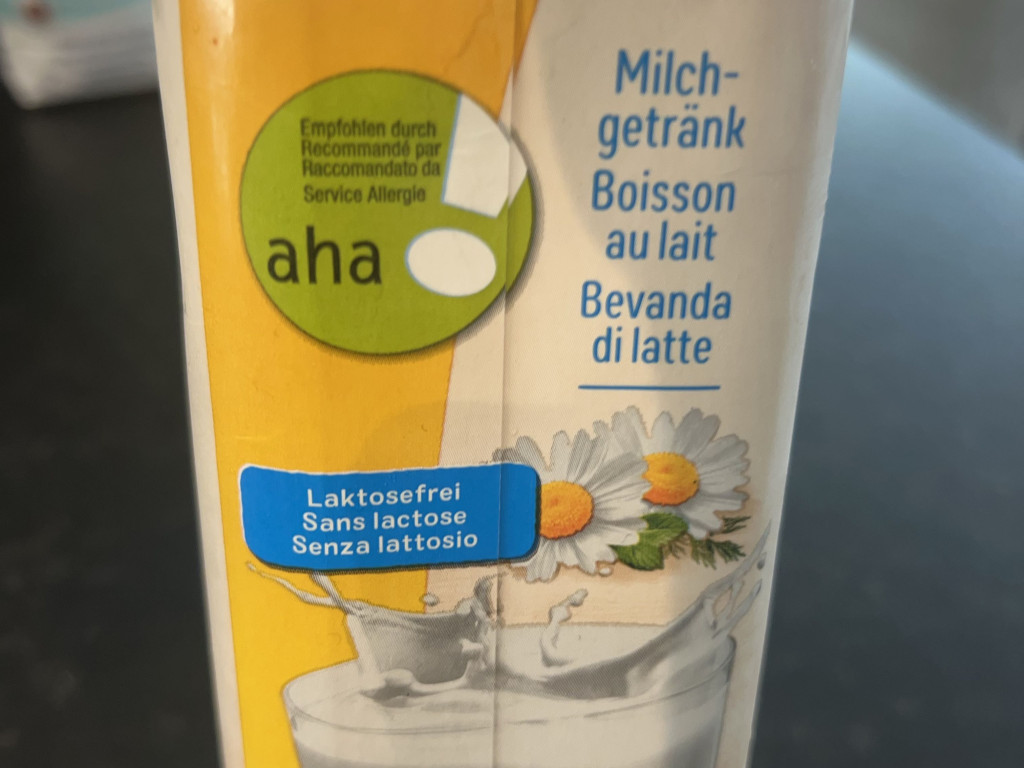 Empfohlen durch
Recommandé par
Raccomandato da
Service Allergie
aha!
Milch-
getränk
Boisson
au lait
Bevanda
di latte
Laktosefrei
Sans lactose
Senza lattosio